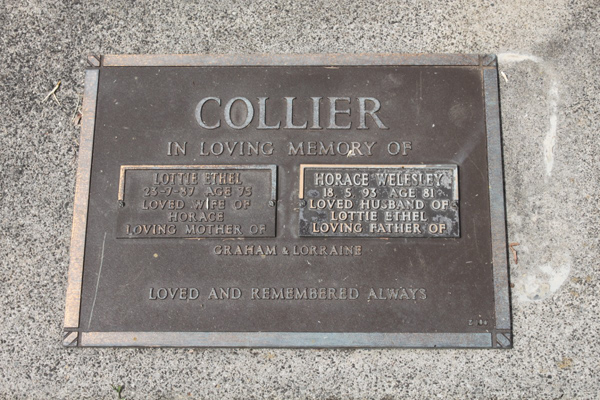 COLLIER
IN LOVING MEMORY OF
LOTTIE ETHEL
23-7-87 AGE 75
LOVED WIFE OF
HORACE
LOVING MOTHER OF
HORACE WELESLEY
18. 5. 93 AGE 81
LOVED HUSBAND OF
LOTTIE ETHEL
LOVING FATHER OF
GRAHAM & LORRAINE
LOVED AND REMEMBERED ALWAYS